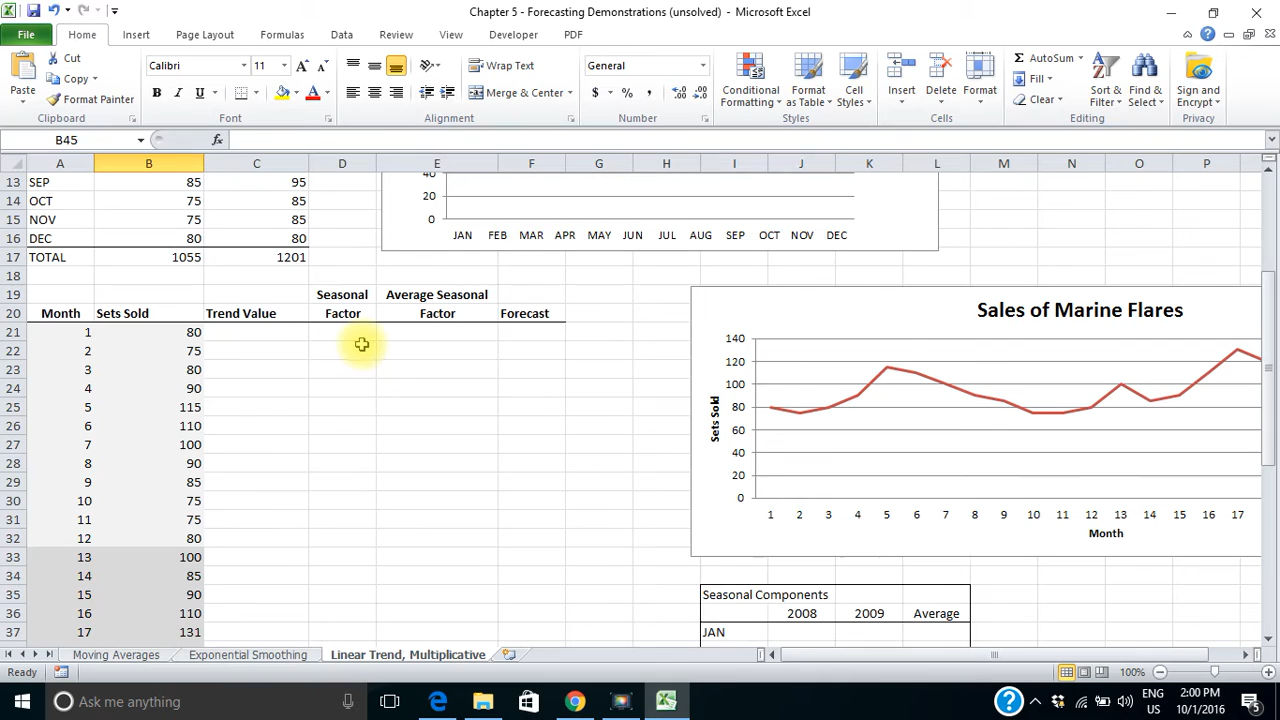 Chapter 5 - Forecasting Demonstrations (unsolved) - Microsoft Excel
File Home Insert Page Layout Formulas Data Review View Developer PDF
Paste
Cut
Copy
Format Painter
Clipboard
Calibri 11
B I U
Font
Wrap Text
Merge & Center
Alignment
General
$ % ,
Number
Conditional Formatting
Format as Table
Cell Styles
Styles
Insert Delete Format
Cells
AutoSum
Fill
Clear
Sort & Filter
Find & Select
Editing
Sign and Encrypt
Privacy
B45 fx
A B C D E F G H I J K L M N O P
13 SEP 85 95
14 OCT 75 85
15 NOV 75 85
16 DEC 80 80
17 TOTAL 1055 1201
18
19 Seasonal Average Seasonal
20 Month Sets Sold Trend Value Factor Factor Forecast
21 1 80
22 2 75
23 3 80
24 4 90
25 5 115
26 6 110
27 7 100
28 8 90
29 9 85
30 10 75
31 11 75
32 12 80
33 13 100
34 14 85
35 15 90
36 16 110
37 17 131
40
20
0
JAN FEB MAR APR MAY JUN JUL AUG SEP OCT NOV DEC
Sales of Marine Flares
140
120
100
80
60
40
20
0
Sets Sold
1 2 3 4 5 6 7 8 9 10 11 12 13 14 15 16 17
Month
Seasonal Components
2008 2009 Average
JAN
Moving Averages Exponential Smoothing Linear Trend, Multiplicative
Ready 100%
Ask me anything
ENG
US
2:00 PM
10/1/2016
5